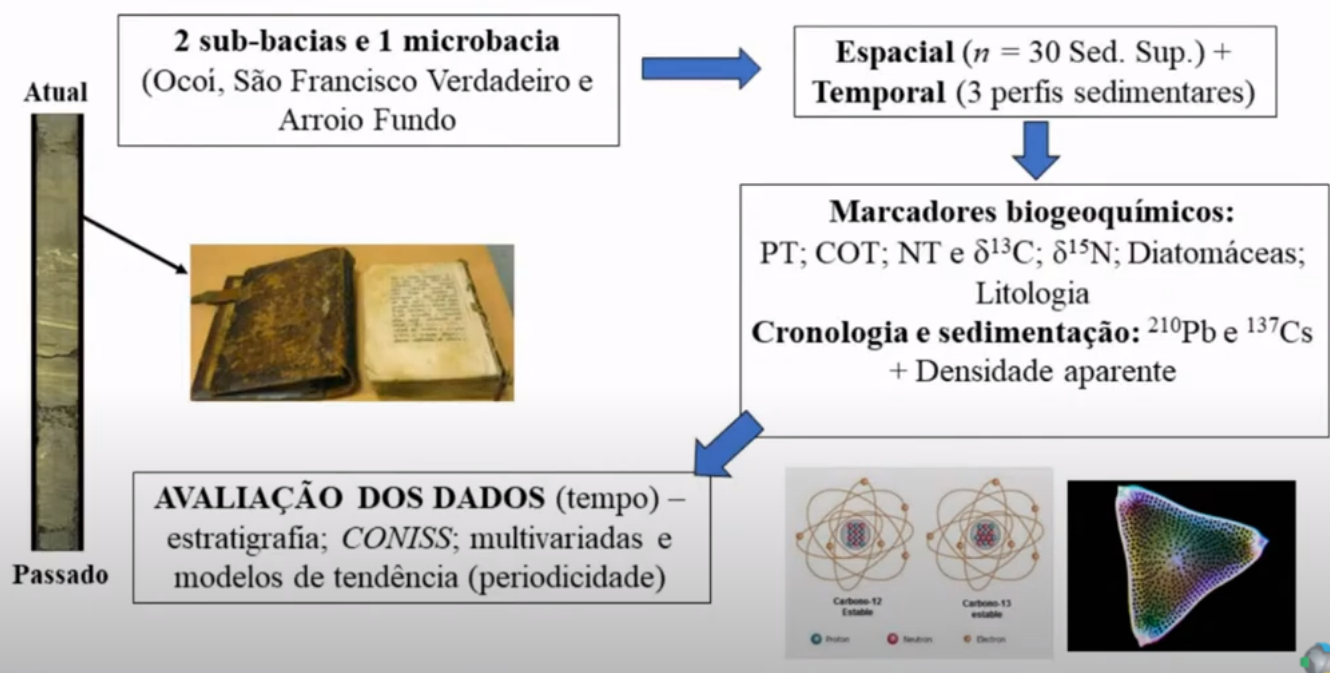 2 sub-bacias e 1 microbacia
(Ocoí, São Francisco Verdadeiro e
Arroio Fundo
Espacial (n = 30 Sed. Sup.) +
Temporal (3 perfis sedimentares)
Atual
Passado
Marcadores biogeoquímicos:
PT; COT; NT e δ¹³C; δ¹⁵N; Diatomáceas;
Litologia
Cronologia e sedimentação: ²¹⁰Pb e ¹³⁷Cs
+ Densidade aparente
AVALIAÇÃO DOS DADOS (tempo) –
estratigrafia; CONISS; multivariadas e
modelos de tendência (periodicidade)
Carbono-12
Estable
Carbono-13
estable
Proton
Neutron
Electron